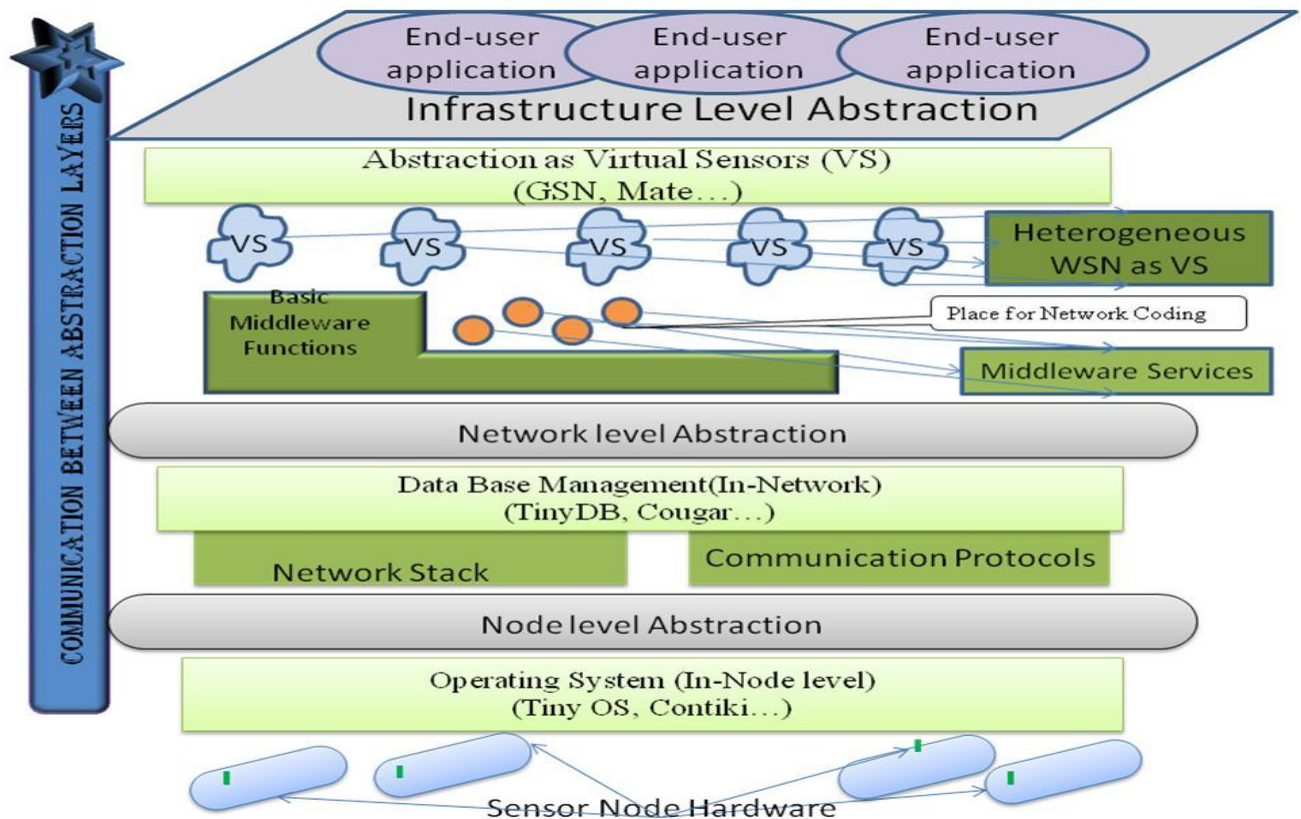 COMMUNICATION BETWEEN ABSTRACTION LAYERS
End-user
application
End-user
application
End-user
application
Infrastructure Level Abstraction
Abstraction as Virtual Sensors (VS)
(GSN, Mate…)
VS
VS
VS
VS
VS
Heterogeneous
WSN as VS
Basic
Middleware
Functions
Place for Network Coding
Middleware Services
Network level Abstraction
Data Base Management(In-Network)
(TinyDB, Cougar…)
Network Stack
Communication Protocols
Node level Abstraction
Operating System (In-Node level)
(Tiny OS, Contiki…)
Sensor Node Hardware